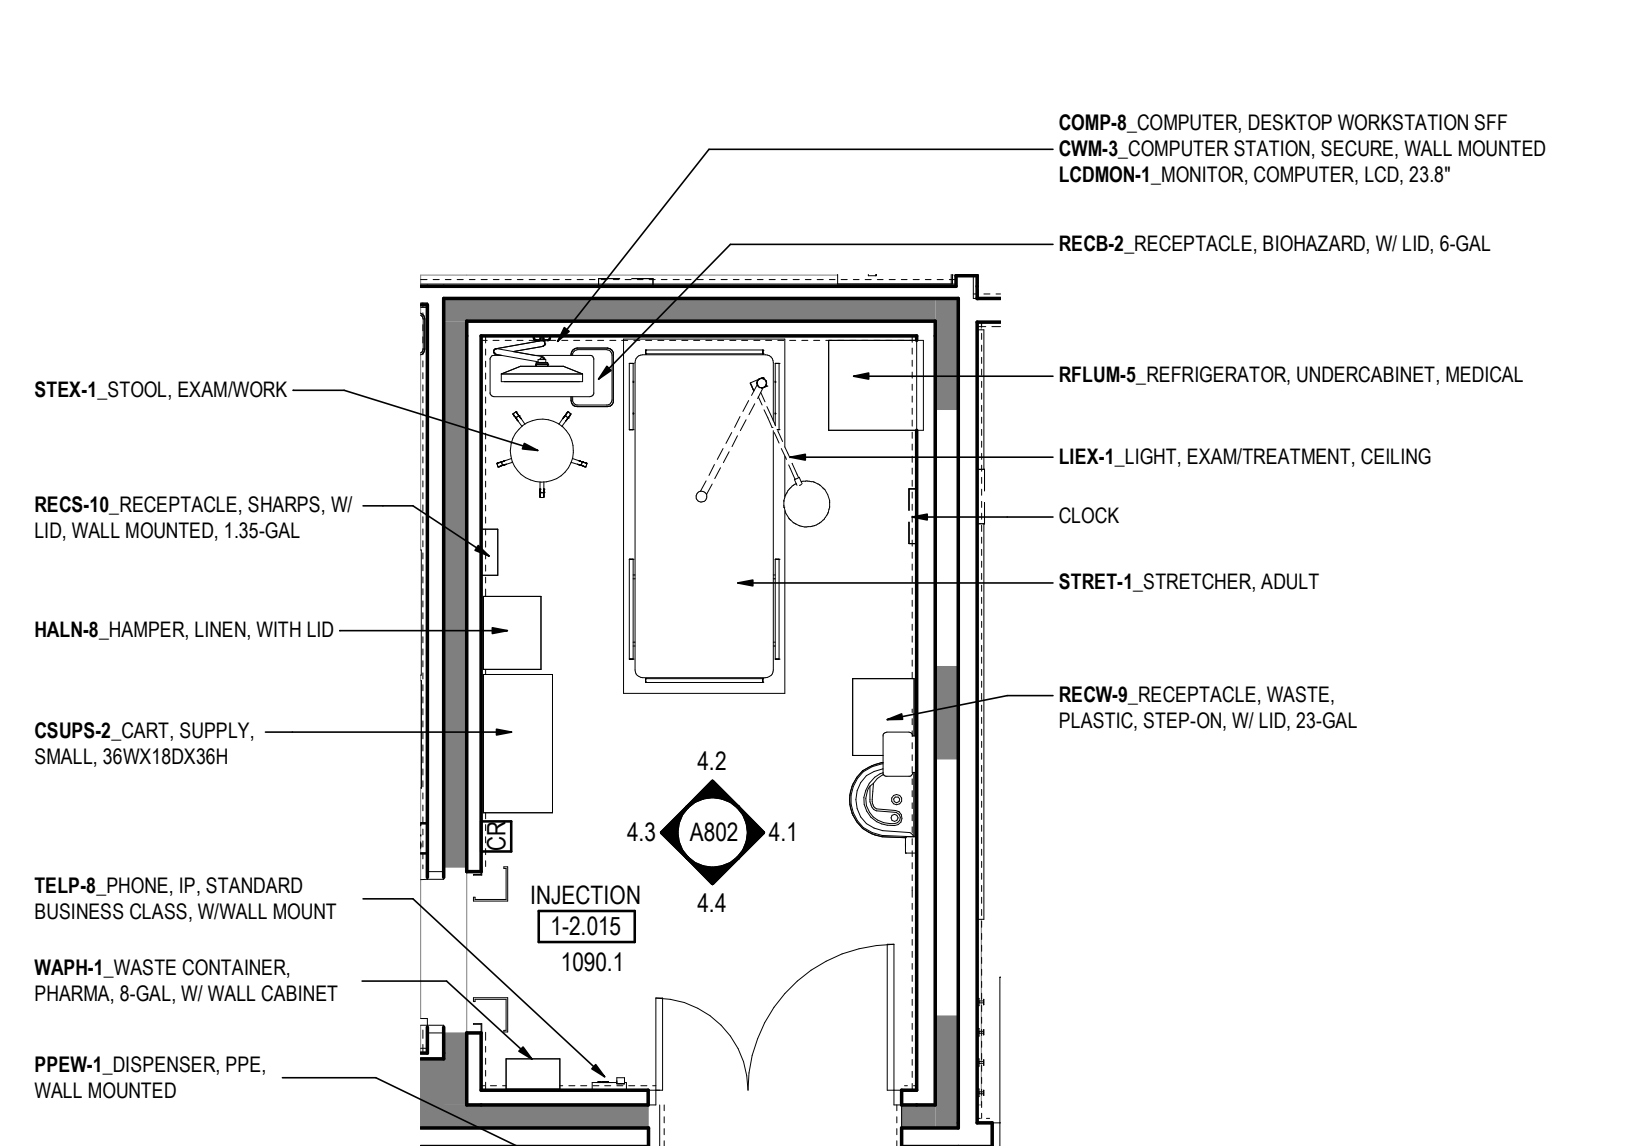 COMP-8_COMPUTER, DESKTOP WORKSTATION SFF
CWM-3_COMPUTER STATION, SECURE, WALL MOUNTED
LCDMON-1_MONITOR, COMPUTER, LCD, 23.8"
RECB-2_RECEPTACLE, BIOHAZARD, W/ LID, 6-GAL
RFLUM-5_REFRIGERATOR, UNDERCABINET, MEDICAL
STEX-1_STOOL, EXAM/WORK
LIEX-1_LIGHT, EXAM/TREATMENT, CEILING
RECS-10_RECEPTACLE, SHARPS, W/
LID, WALL MOUNTED, 1.35-GAL
CLOCK
STRET-1_STRETCHER, ADULT
HALN-8_HAMPER, LINEN, WITH LID
RECW-9_RECEPTACLE, WASTE,
PLASTIC, STEP-ON, W/ LID, 23-GAL
CSUPS-2_CART, SUPPLY,
SMALL, 36WX18DX36H
4.2
4.3
A802
4.1
4.4
CR
TELP-8_PHONE, IP, STANDARD
BUSINESS CLASS, W/WALL MOUNT
INJECTION
1-2.015
1090.1
WAPH-1_WASTE CONTAINER,
PHARMA, 8-GAL, W/ WALL CABINET
PPEW-1_DISPENSER, PPE,
WALL MOUNTED